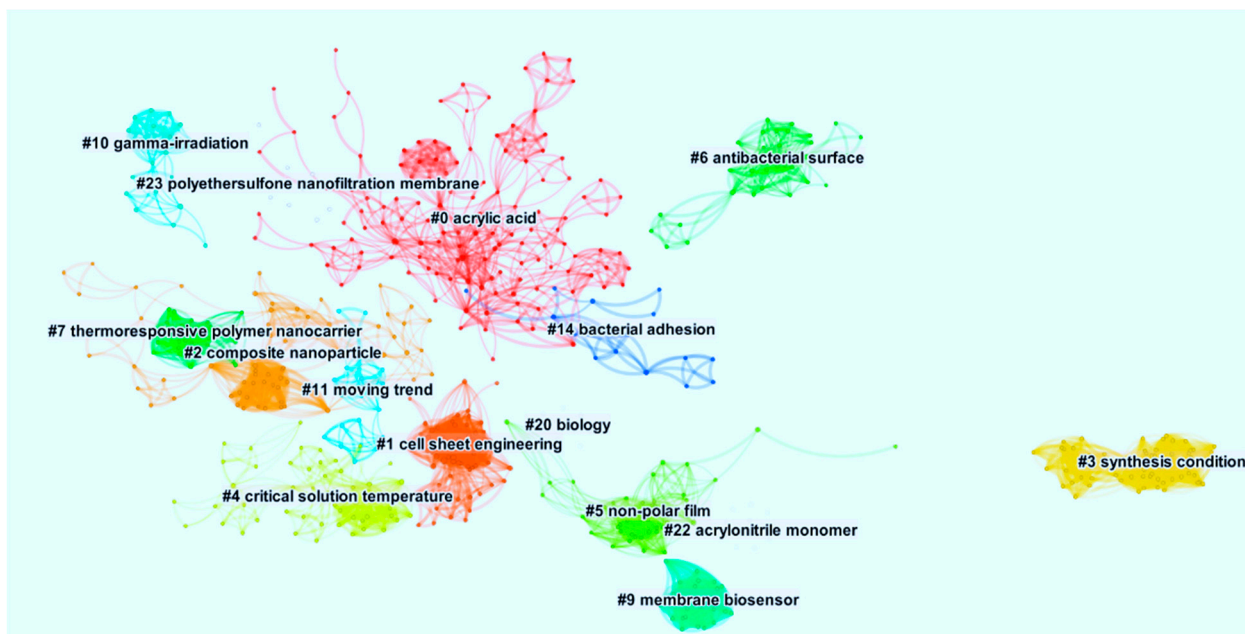 #10 gamma-irradiation
#6 antibacterial surface
#23 polyethersulfone nanofiltration membrane
#0 acrylic acid
#7 thermoresponsive polymer nanocarrier
#14 bacterial adhesion
#2 composite nanoparticle
#11 moving trend
#20 biology
#1 cell sheet engineering
#3 synthesis condition
#4 critical solution temperature
#5 non-polar film
#22 acrylonitrile monomer
#9 membrane biosensor